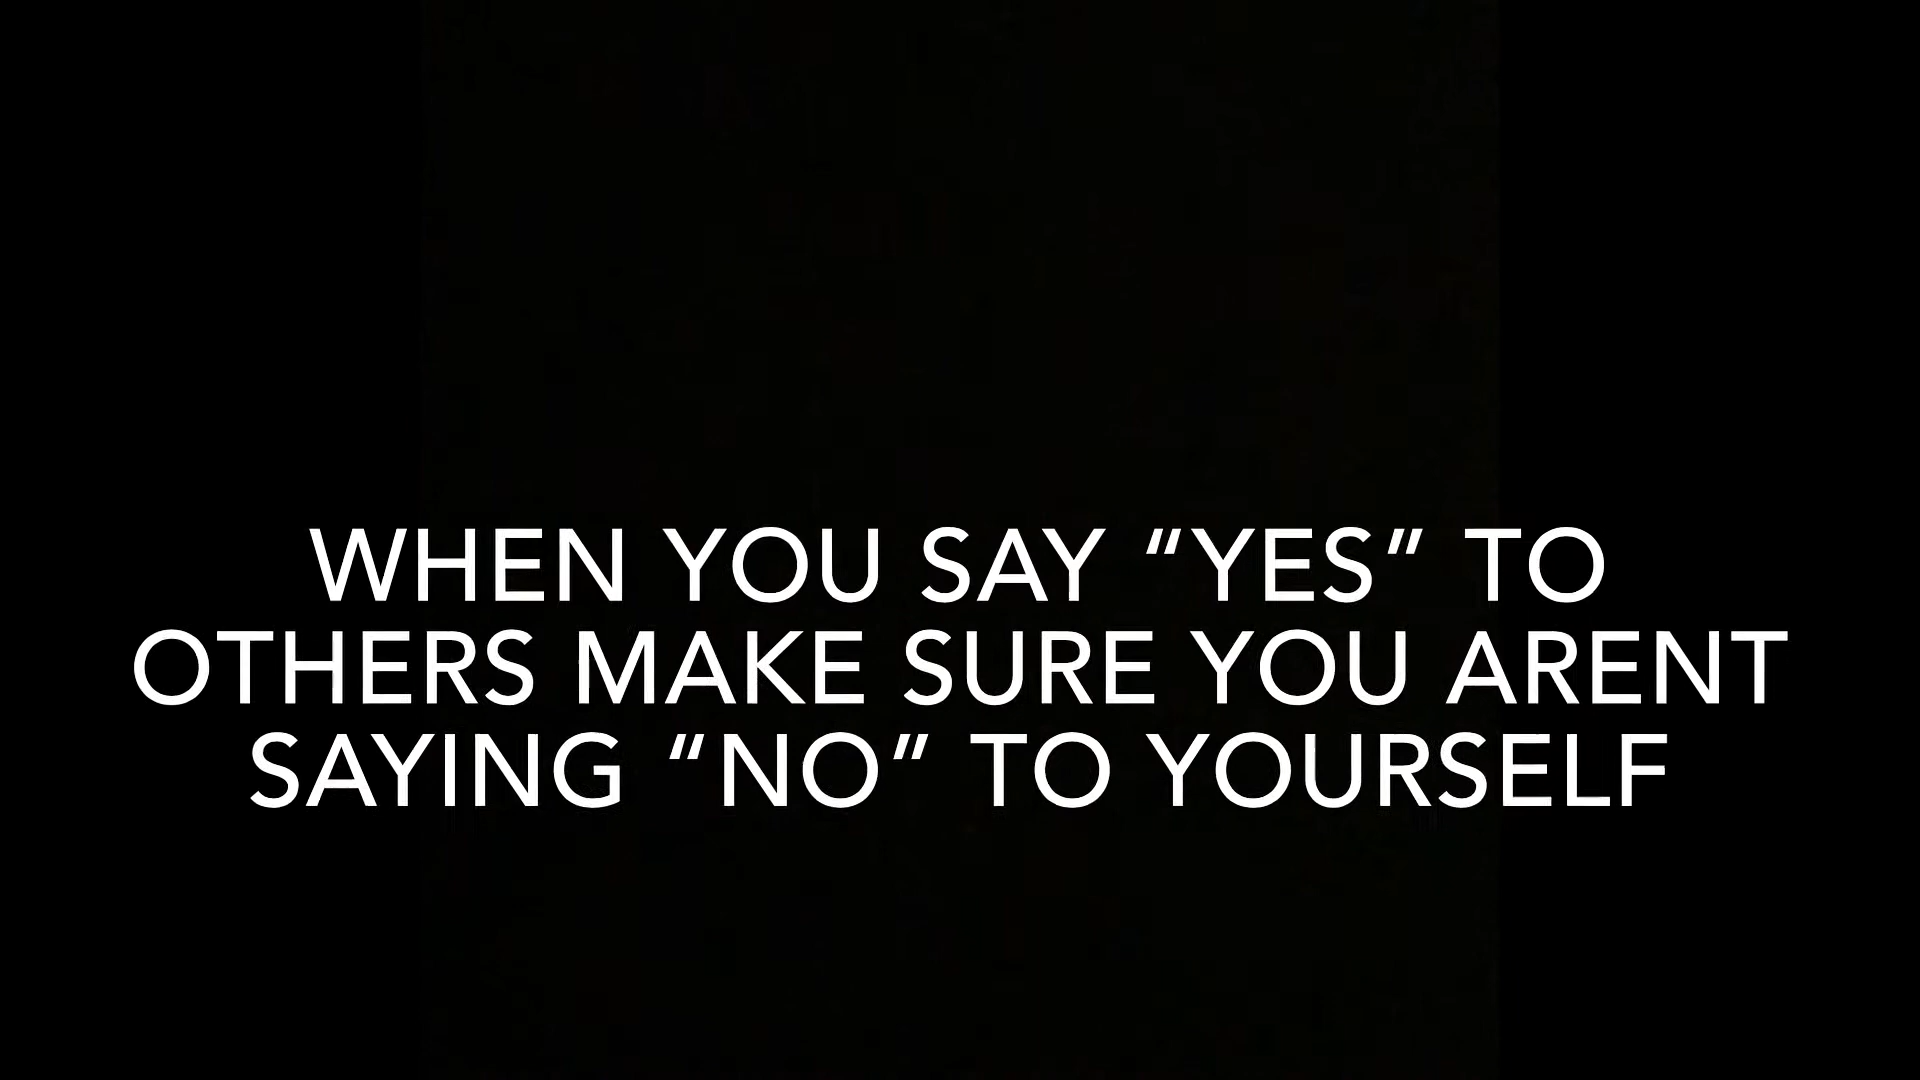 WHEN YOU SAY “YES” TO
OTHERS MAKE SURE YOU ARENT
SAYING “NO” TO YOURSELF